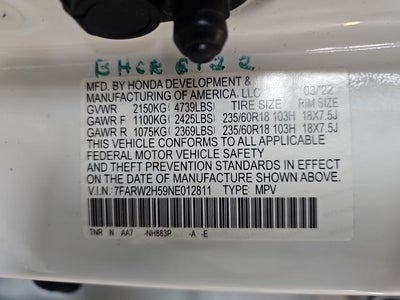 BHCR 6722
MFD. BY HONDA DEVELOPMENT &
MANUFACTURING OF AMERICA, LLC 03/22
GVWR 2150KG( 4739LBS) TIRE SIZE RIM SIZE
GAWR F 1100KG( 2425LBS) 235/60R18 103H 18X7.5J
GAWR R 1075KG( 2369LBS) 235/60R18 103H 18X7.5J
THIS VEHICLE CONFORMS TO ALL APPLICABLE
FEDERAL MOTOR VEHICLE SAFETY
AND THEFT PREVENTION STANDARDS IN EFFECT
ON THE DATE OF MANUFACTURE SHOWN ABOVE.
V.I.N: 7FARW2H59NE012811 TYPE: MPV
TNR N AA7 -NH883P -A -E